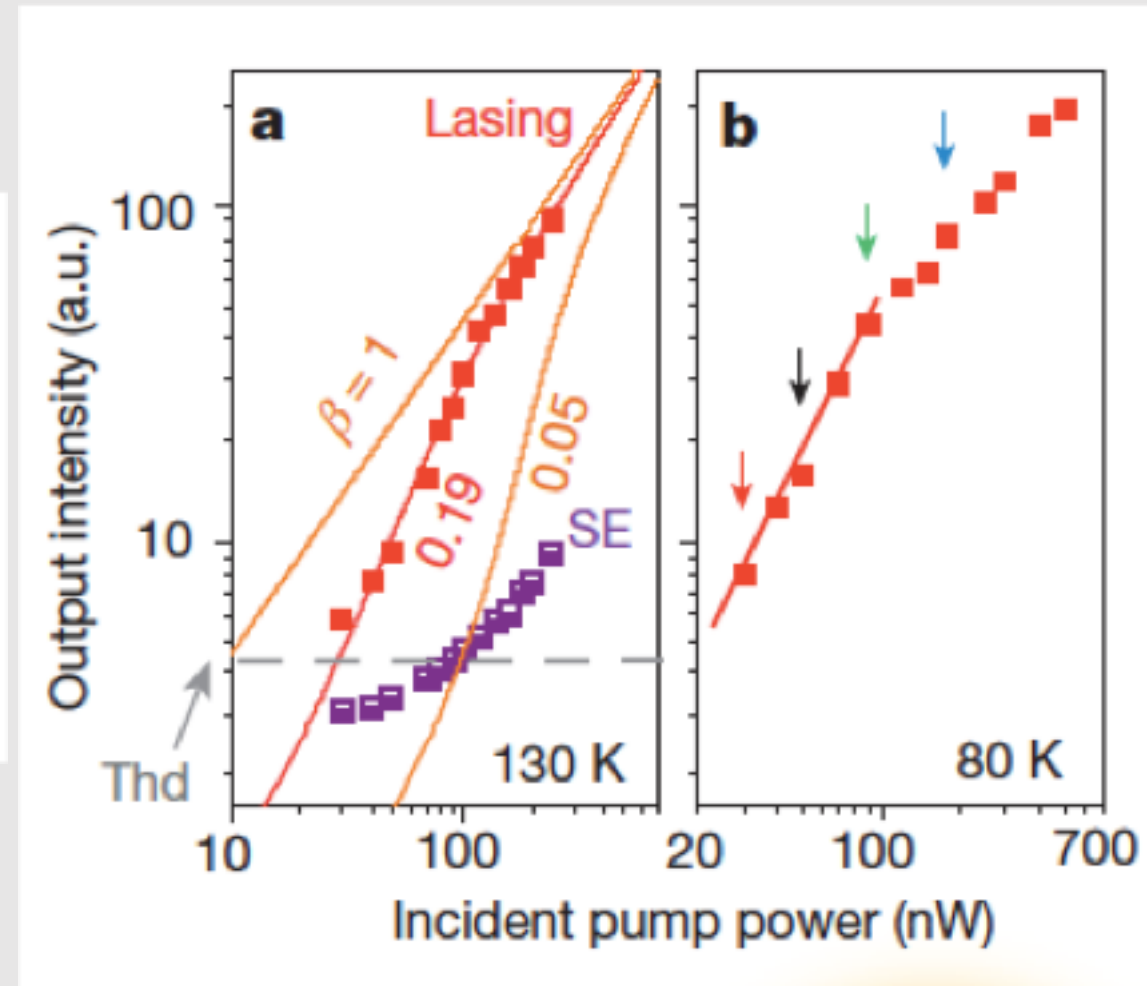 a
Lasing
b
100
β = 1
0.05
0.19
SE
10
Thd
130 K
80 K
10
100
20
100
700
Output intensity (a.u.)
Incident pump power (nW)